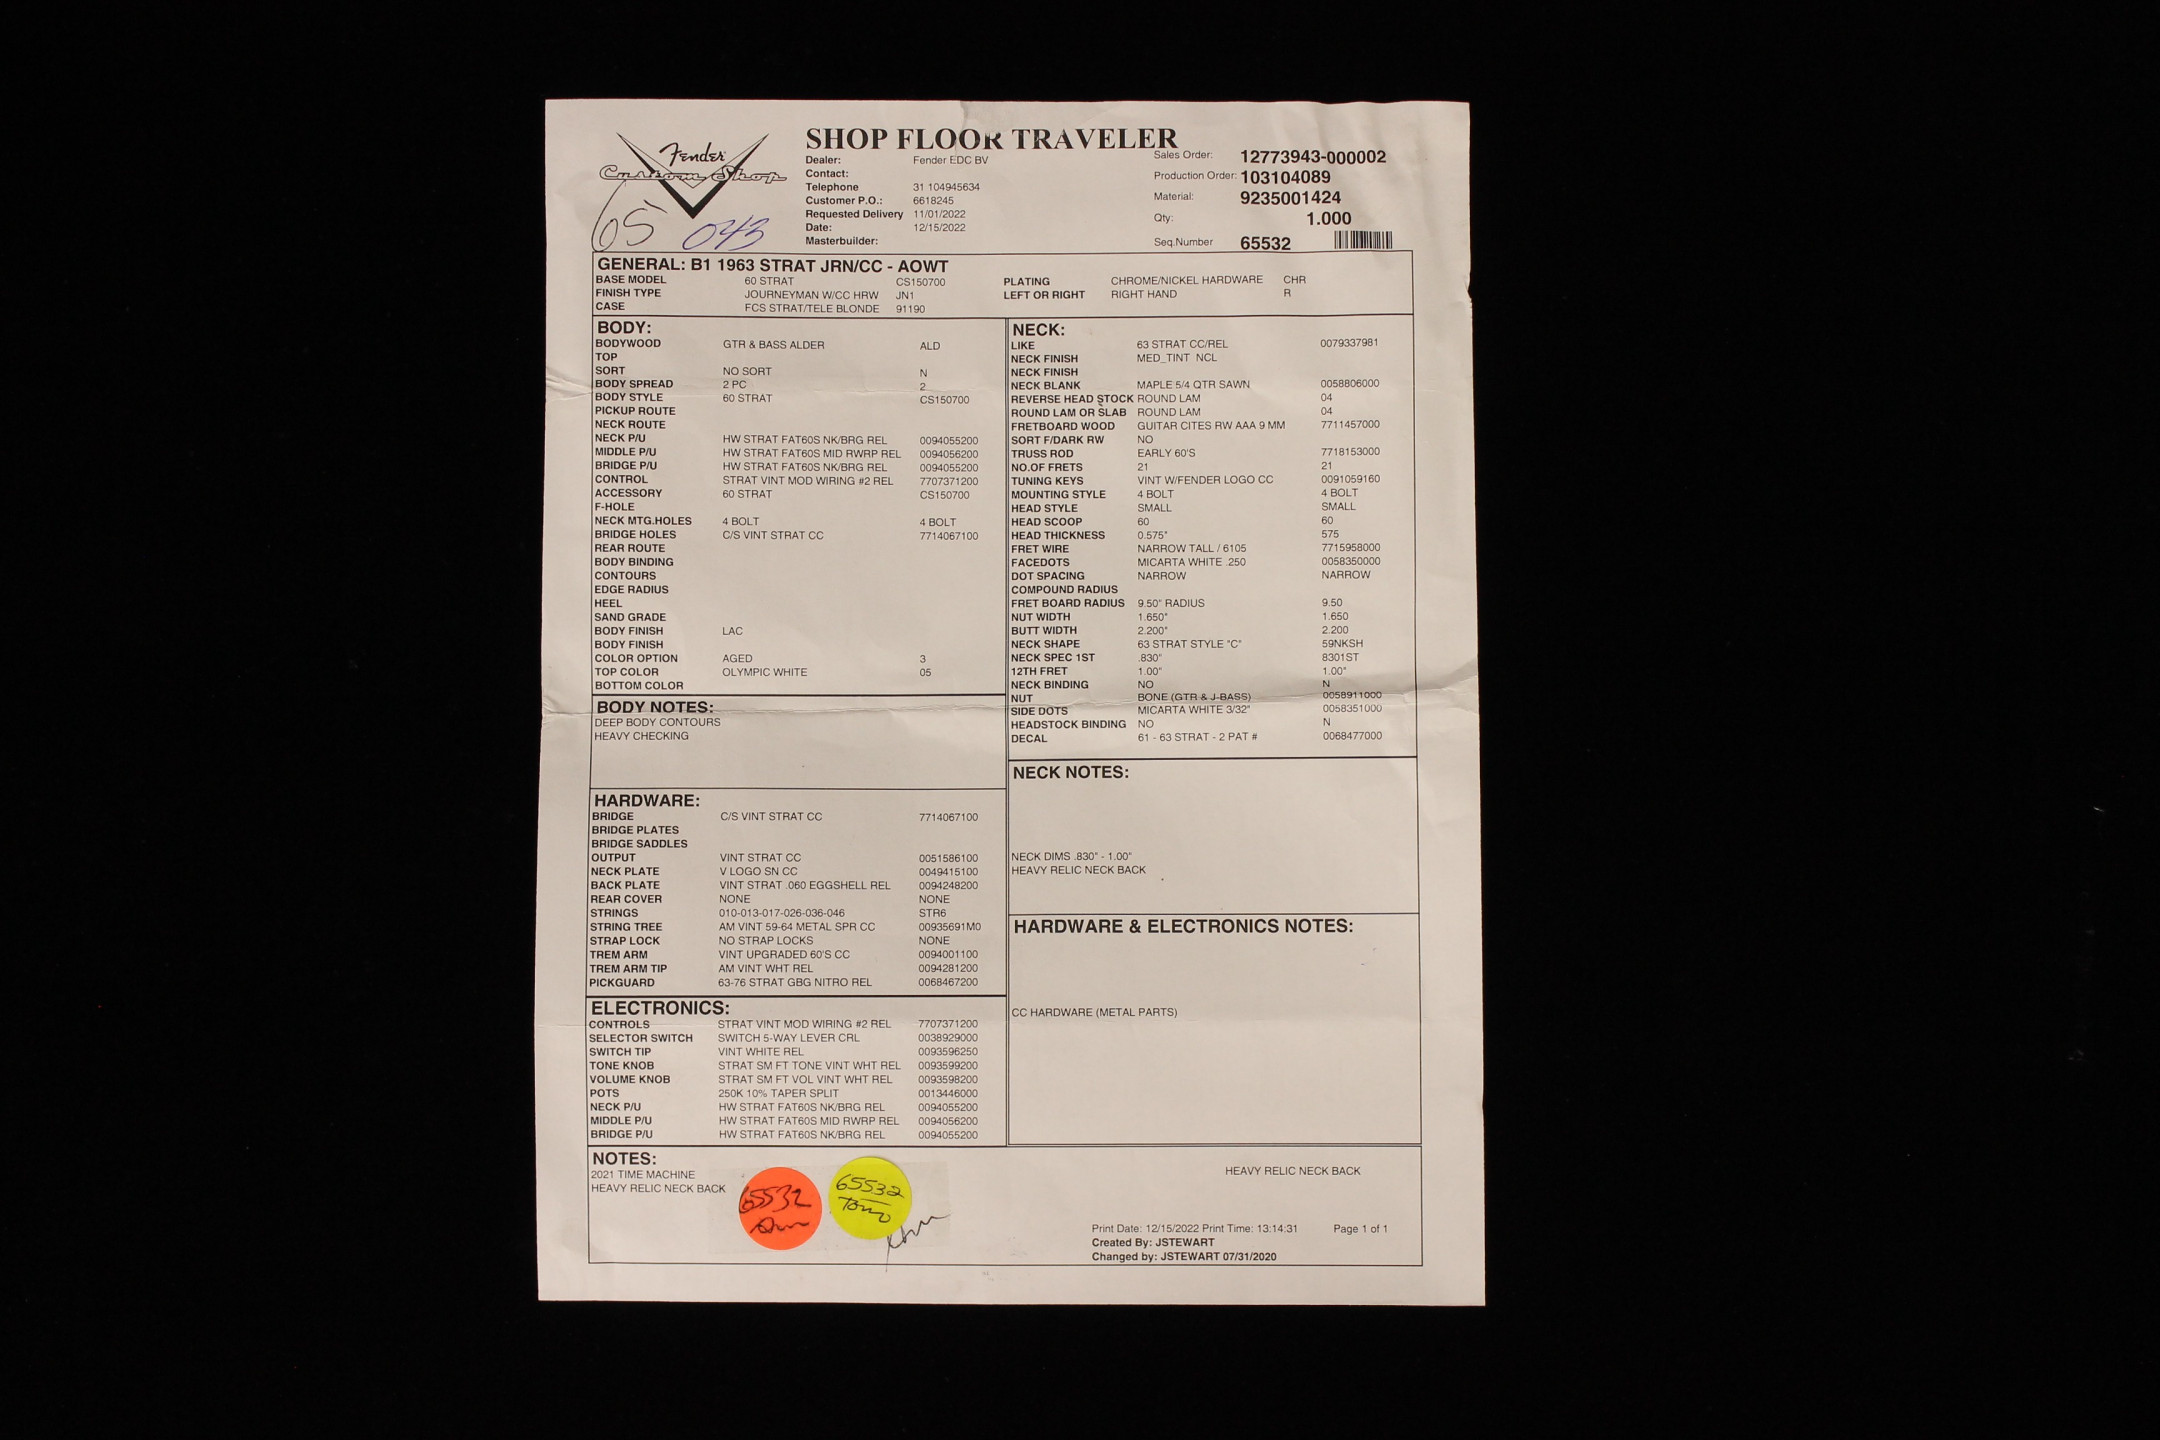 Fender
Custom Shop
65
043
SHOP FLOOR TRAVELER
Dealer: Fender EDC BV
Contact:
Telephone 31 104945634
Customer P.O.: 6618245
Requested Delivery 11/01/2022
Date: 12/15/2022
Masterbuilder:
Sales Order: 12773943-000002
Production Order: 103104089
Material: 9235001424
Qty: 1.000
Seq.Number 65532
GENERAL: B1 1963 STRAT JRN/CC - AOWT
BASE MODEL 60 STRAT CS150700
FINISH TYPE JOURNEYMAN W/CC HRW JN1
CASE FCS STRAT/TELE BLONDE 91190
PLATING CHROME/NICKEL HARDWARE CHR
LEFT OR RIGHT RIGHT HAND R
BODY:
BODYWOOD GTR & BASS ALDER ALD
TOP
SORT NO SORT N
BODY SPREAD 2 PC 2
BODY STYLE 60 STRAT CS150700
PICKUP ROUTE
NECK ROUTE
NECK P/U HW STRAT FAT60S NK/BRG REL 0094055200
MIDDLE P/U HW STRAT FAT60S MID RWRP REL 0094056200
BRIDGE P/U HW STRAT FAT60S NK/BRG REL 0094055200
CONTROL STRAT VINT MOD WIRING #2 REL 7707371200
ACCESSORY 60 STRAT CS150700
F-HOLE
NECK MTG.HOLES 4 BOLT 4 BOLT
BRIDGE HOLES C/S VINT STRAT CC 7714067100
REAR ROUTE
BODY BINDING
CONTOURS
EDGE RADIUS
HEEL
SAND GRADE
BODY FINISH LAC
BODY FINISH
COLOR OPTION AGED 3
TOP COLOR OLYMPIC WHITE 05
BOTTOM COLOR
BODY NOTES:
DEEP BODY CONTOURS
HEAVY CHECKING
HARDWARE:
BRIDGE C/S VINT STRAT CC 7714067100
BRIDGE PLATES
BRIDGE SADDLES
OUTPUT VINT STRAT CC 0051586100
NECK PLATE V LOGO SN CC 0049415100
BACK PLATE VINT STRAT .060 EGGSHELL REL 0094248200
REAR COVER NONE NONE
STRINGS 010-013-017-026-036-046 STR6
STRING TREE AM VINT 59-64 METAL SPR CC 00935691M0
STRAP LOCK NO STRAP LOCKS NONE
TREM ARM VINT UPGRADED 60'S CC 0094001100
TREM ARM TIP AM VINT WHT REL 0094281200
PICKGUARD 63-76 STRAT GBG NITRO REL 0068467200
ELECTRONICS:
CONTROLS STRAT VINT MOD WIRING #2 REL 7707371200
SELECTOR SWITCH SWITCH 5-WAY LEVER CRL 0038929000
SWITCH TIP VINT WHITE REL 0093596250
TONE KNOB STRAT SM FT TONE VINT WHT REL 0093599200
VOLUME KNOB STRAT SM FT VOL VINT WHT REL 0093598200
POTS 250K 10% TAPER SPLIT 0013446000
NECK P/U HW STRAT FAT60S NK/BRG REL 0094055200
MIDDLE P/U HW STRAT FAT60S MID RWRP REL 0094056200
BRIDGE P/U HW STRAT FAT60S NK/BRG REL 0094055200
NECK:
LIKE 63 STRAT CC/REL 0079337981
NECK FINISH MED_TINT NCL
NECK FINISH
NECK BLANK MAPLE 5/4 QTR SAWN 0058806000
REVERSE HEAD STOCK ROUND LAM 04
ROUND LAM OR SLAB ROUND LAM 04
FRETBOARD WOOD GUITAR CITES RW AAA 9 MM 7711457000
SORT F/DARK RW NO
TRUSS ROD EARLY 60'S 7718153000
NO.OF FRETS 21 21
TUNING KEYS VINT W/FENDER LOGO CC 0091059160
MOUNTING STYLE 4 BOLT 4 BOLT
HEAD STYLE SMALL SMALL
HEAD SCOOP 60 60
HEAD THICKNESS 0.575" 575
FRET WIRE NARROW TALL / 6105 7715958000
FACEDOTS MICARTA WHITE .250 0058350000
DOT SPACING NARROW NARROW
COMPOUND RADIUS
FRET BOARD RADIUS 9.50" RADIUS 9.50
NUT WIDTH 1.650" 1.650
BUTT WIDTH 2.200" 2.200
NECK SHAPE 63 STRAT STYLE "C" 59NKSH
NECK SPEC 1ST .830" 8301ST
12TH FRET 1.00" 1.00"
NECK BINDING NO N
NUT BONE (GTR & J-BASS) 0058911000
SIDE DOTS MICARTA WHITE 3/32" 0058351000
HEADSTOCK BINDING NO N
DECAL 61 - 63 STRAT - 2 PAT # 0068477000
NECK NOTES:
NECK DIMS .830" - 1.00"
HEAVY RELIC NECK BACK
HARDWARE & ELECTRONICS NOTES:
CC HARDWARE (METAL PARTS)
NOTES:
2021 TIME MACHINE
HEAVY RELIC NECK BACK
65532
65532
HEAVY RELIC NECK BACK
Print Date: 12/15/2022 Print Time: 13:14:31 Page 1 of 1
Created By: JSTEWART
Changed by: JSTEWART 07/31/2020